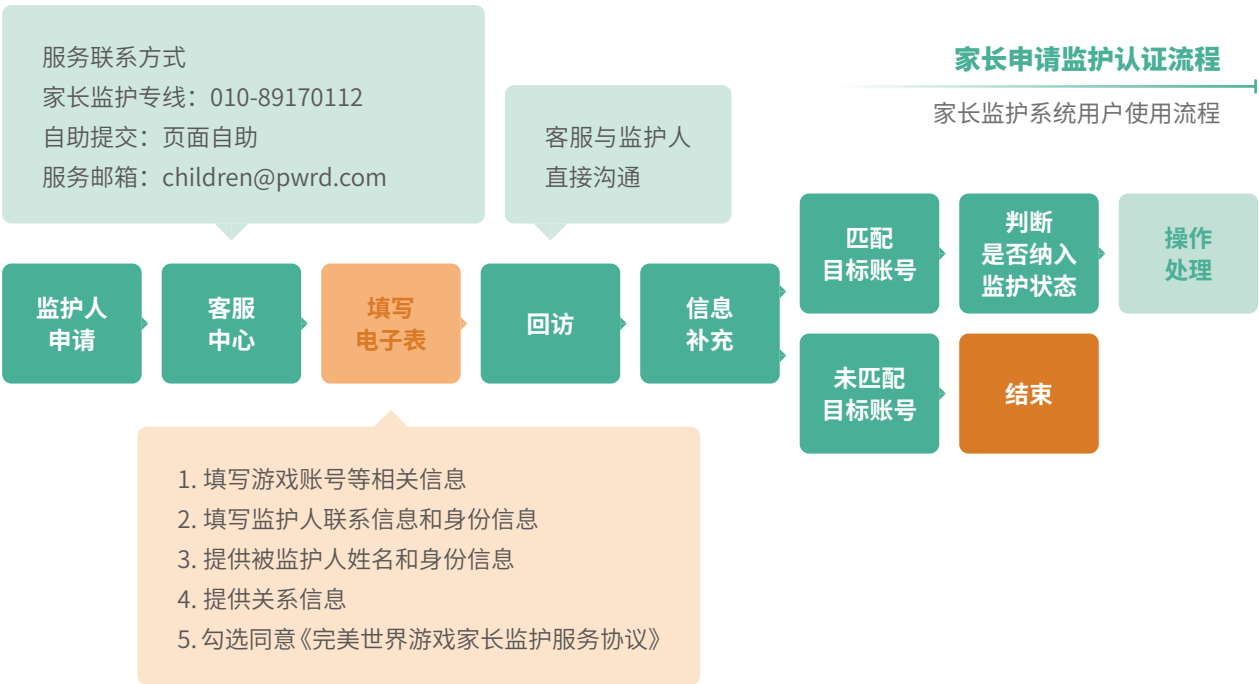 家长申请监护认证流程
家长监护系统用户使用流程
服务联系方式
家长监护专线：010-89170112
自助提交：页面自助
服务邮箱：children@pwrd.com
客服与监护人
直接沟通
监护人
申请
客服
中心
填写
电子表
回访
信息
补充
匹配
目标账号
判断
是否纳入
监护状态
操作
处理
未匹配
目标账号
结束
1. 填写游戏账号等相关信息
2. 填写监护人联系信息和身份信息
3. 提供被监护人姓名和身份信息
4. 提供关系信息
5. 勾选同意《完美世界游戏家长监护服务协议》